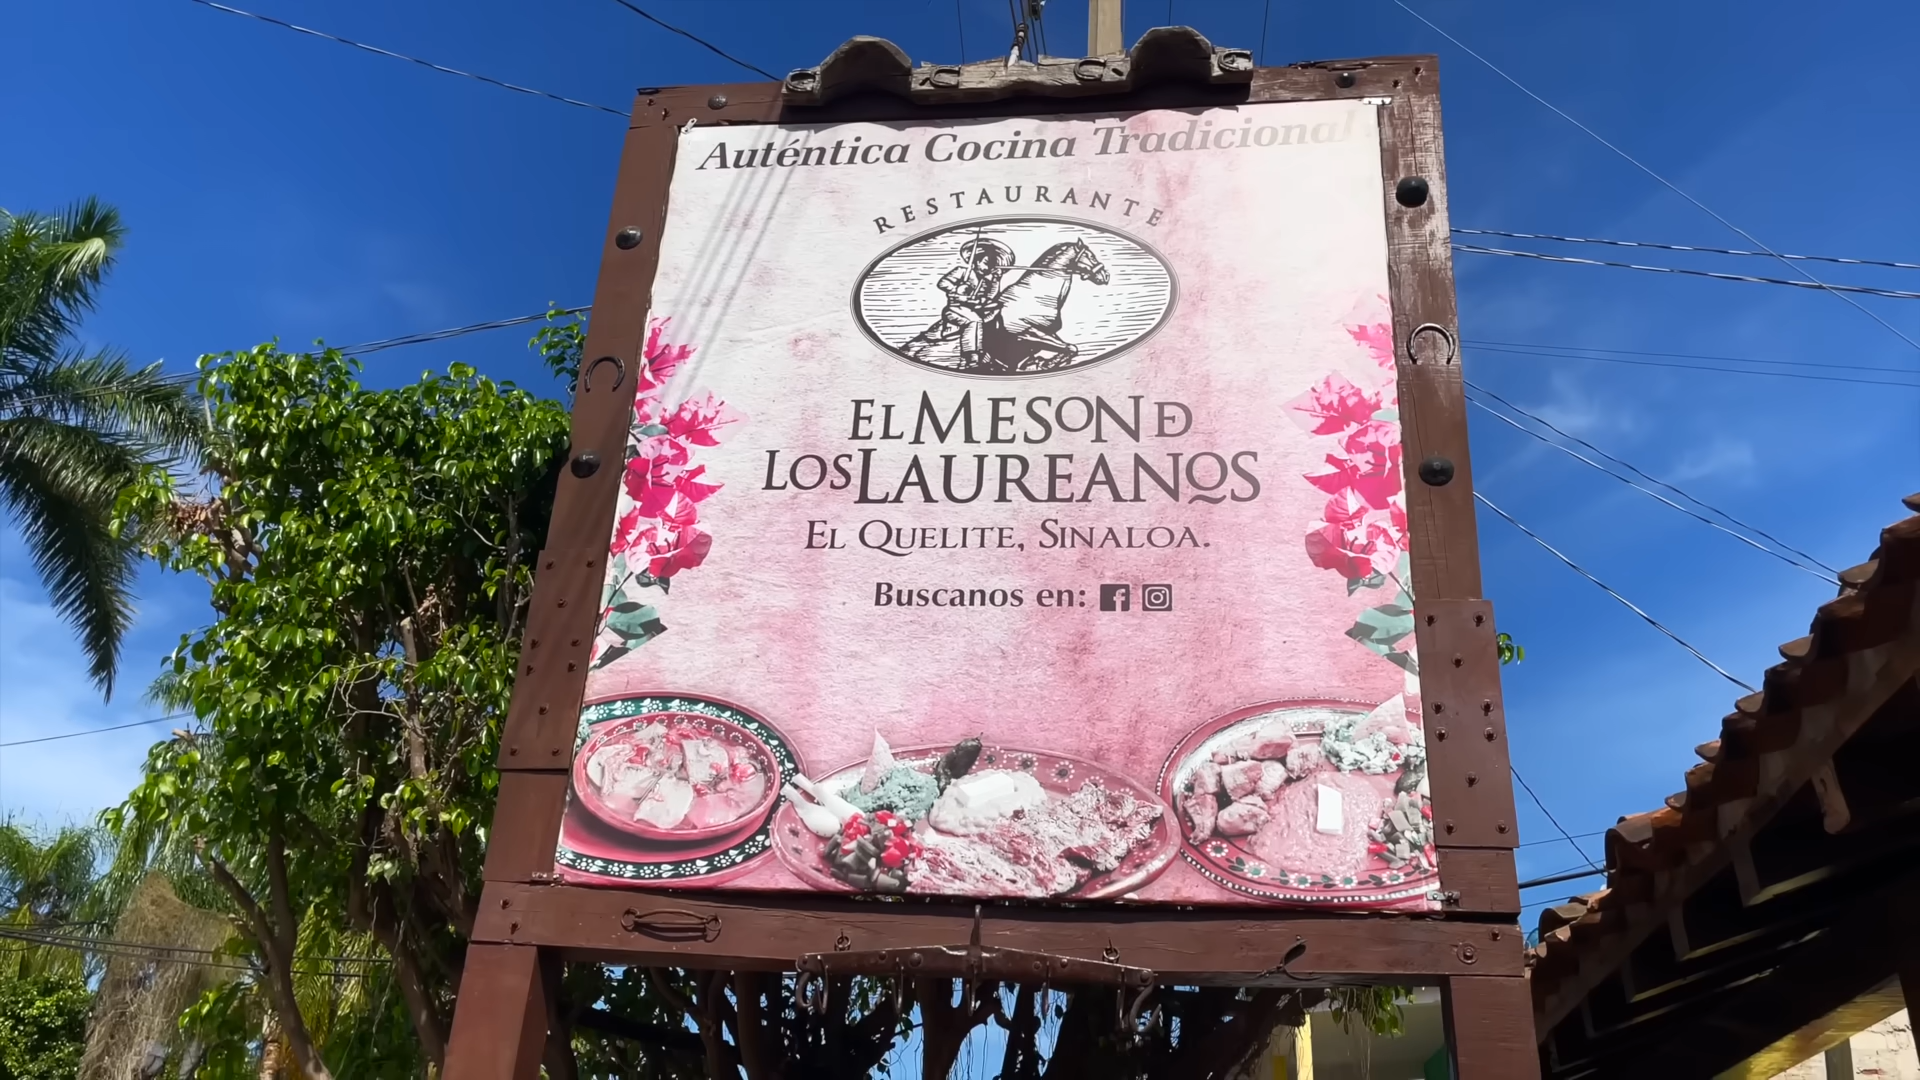 Auténtica Cocina Tradicional
RESTAURANTE
EL MESON D
LOS LAUREANOS
EL QUELITE, SINALOA.
Buscanos en: